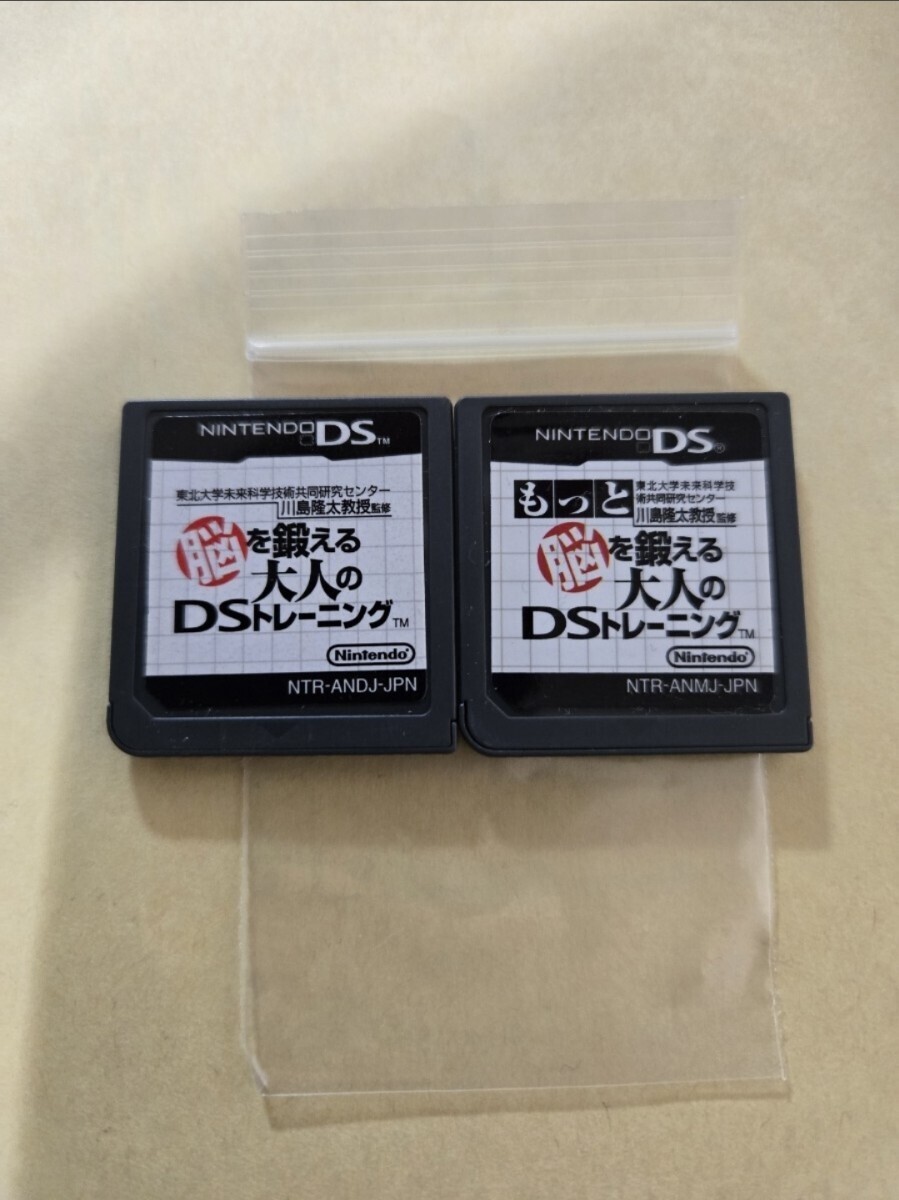 NINTENDO DS™
東北大学未来科学技術共同研究センター
川島隆太教授監修
脳を鍛える
大人の
DSトレーニング™
Nintendo®
NTR-ANDJ-JPN
NINTENDO DS®
もっと
東北大学未来科学技
術共同研究センター
川島隆太教授監修
脳を鍛える
大人の
DSトレーニング™
Nintendo®
NTR-ANMJ-JPN